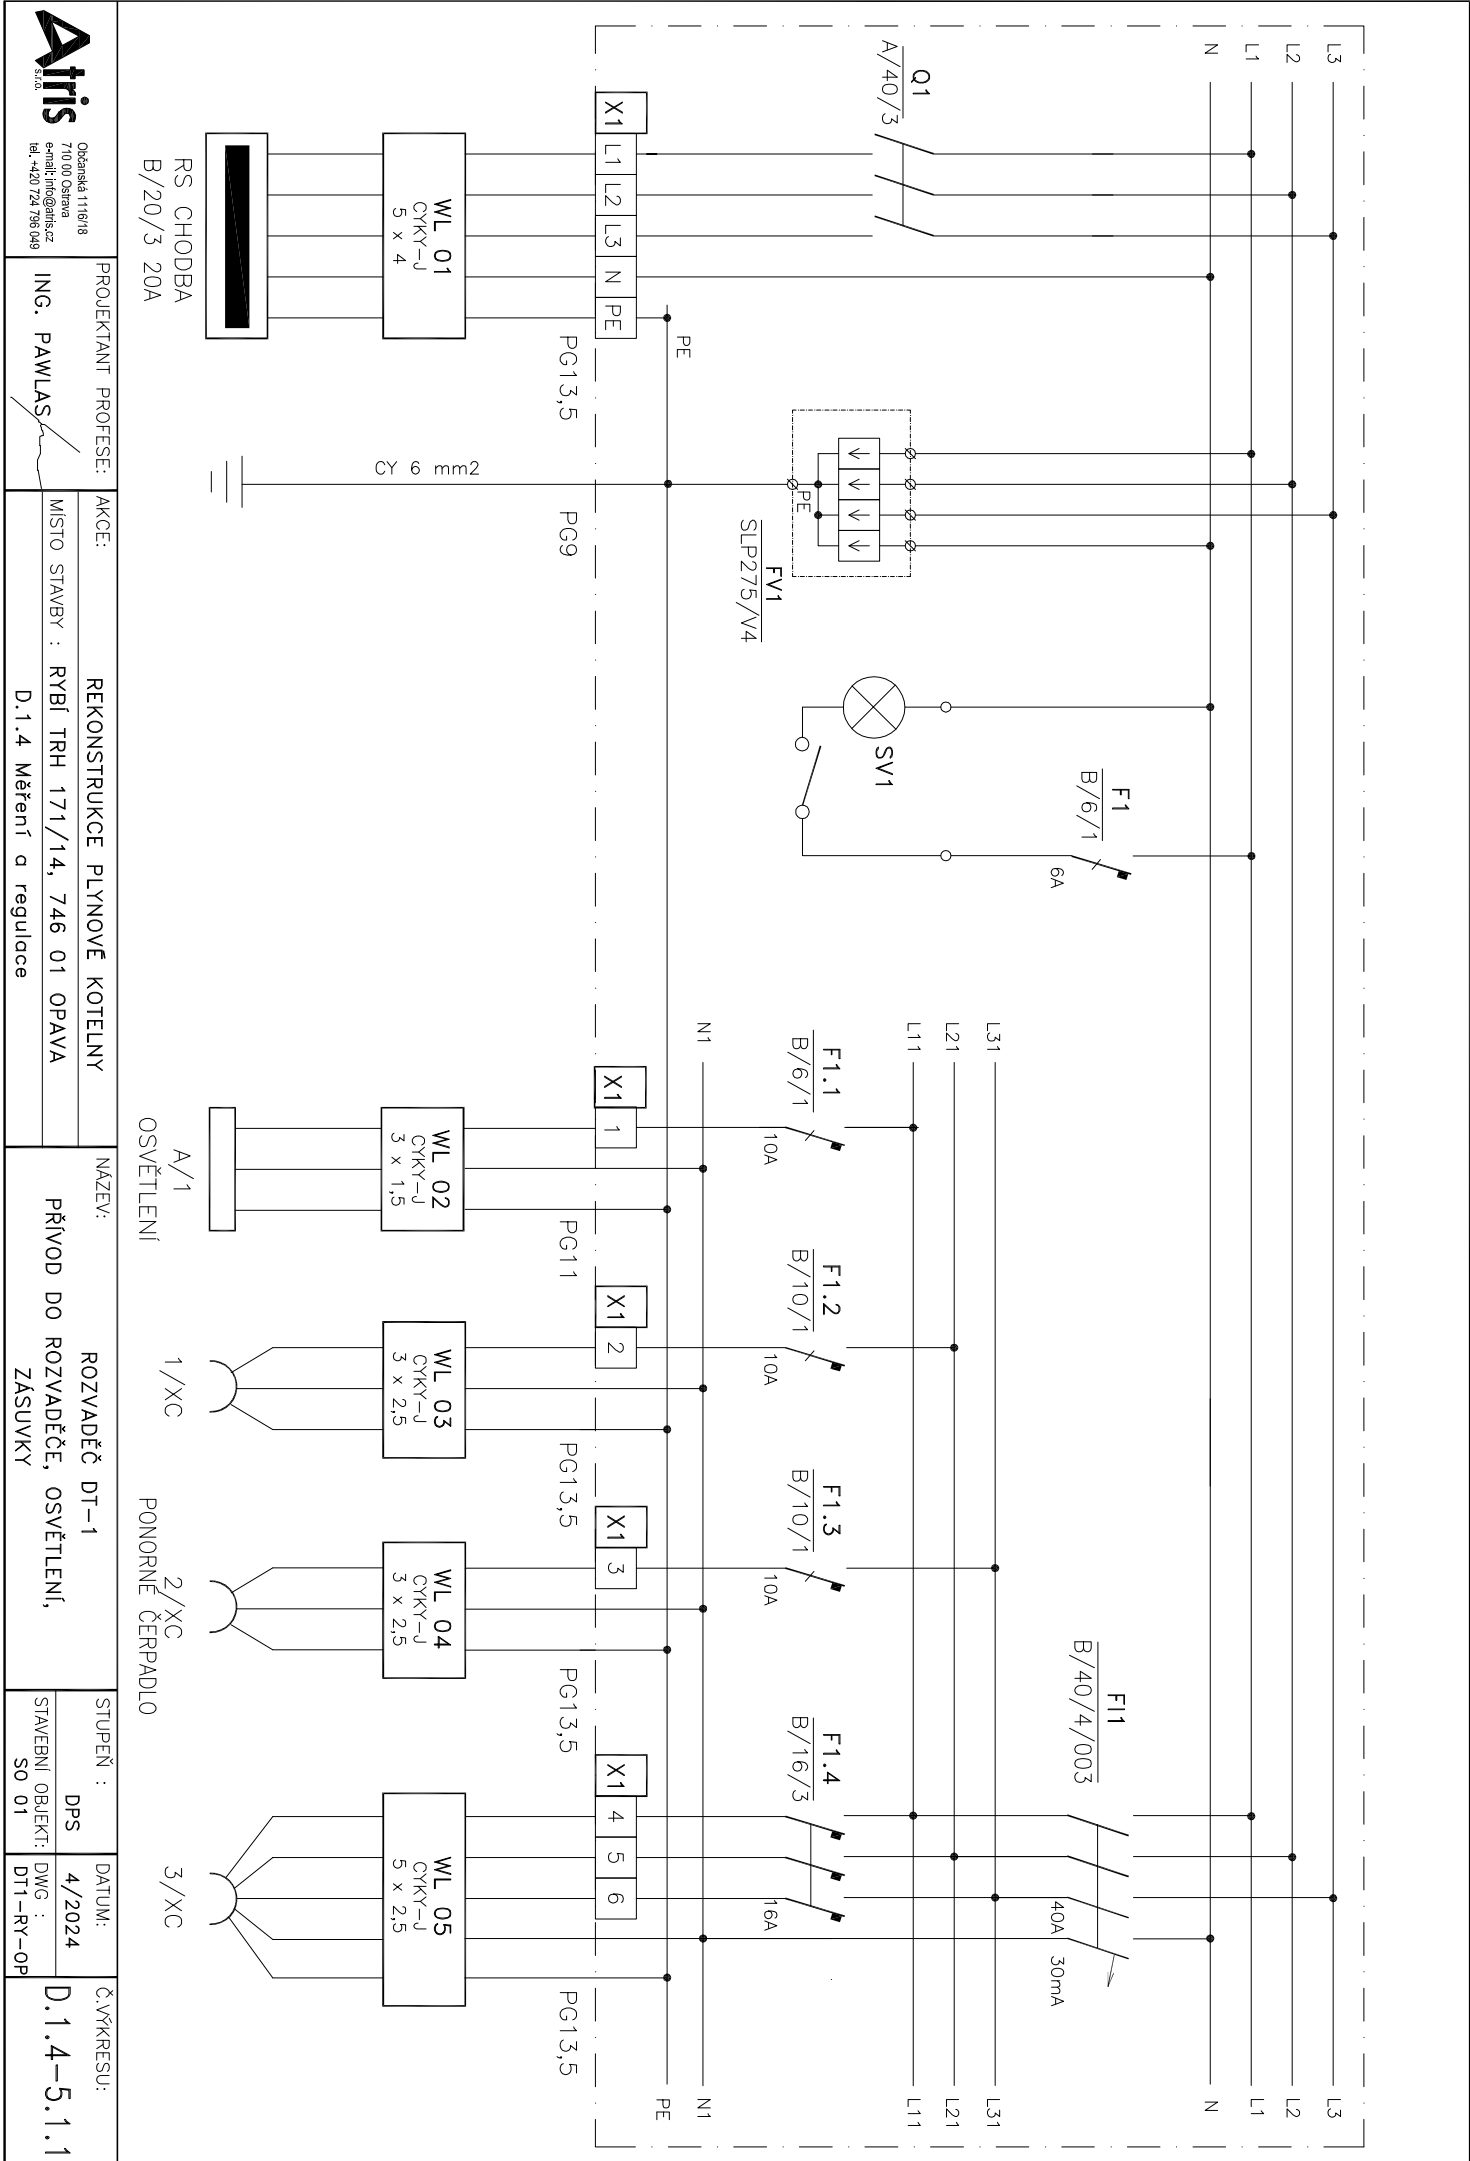 L3
L2
L1
N
Q1
A/40/3
X1
L1
L2
L3
N
PE
PE
PG13,5
WL 01
CYKY-J
5 x 4
RS CHODBA
B/20/3 20A
CY 6 mm2
PG9
PE
FV1
SLP275/V4
SV1
F1
B/6/1
6A
L31
L21
L11
N1
F1.1
B/6/1
10A
X1
1
WL 02
CYKY-J
3 x 1,5
PG11
A/1
OSVĚTLENÍ
F1.2
B/10/1
10A
X1
2
WL 03
CYKY-J
3 x 2,5
PG13,5
1/XC
F1.3
B/10/1
10A
X1
3
WL 04
CYKY-J
3 x 2,5
PG13,5
2/XC
PONORNÉ ČERPADLO
FI1
B/40/4/003
40A
30mA
F1.4
B/16/3
16A
X1
4
5
6
WL 05
CYKY-J
5 x 2,5
PG13,5
3/XC
L3
L2
L1
N
L31
L21
L11
N1
PE
Atris
s.r.o.
Občanská 1116/18
710 00 Ostrava
e-mail: info@atris.cz
tel. +420 724 796 049
PROJEKTANT PROFESE:
ING. PAWLAS
AKCE:
REKONSTRUKCE PLYNOVÉ KOTELNY
MÍSTO STAVBY : RYBÍ TRH 171/14, 746 01 OPAVA
D.1.4 Měření a regulace
NÁZEV:
ROZVADĚČ DT-1
PŘÍVOD DO ROZVADĚČE, OSVĚTLENÍ,
ZÁSUVKY
STUPEŇ :
DPS
STAVEBNÍ OBJEKT:
SO 01
DATUM:
4/2024
DWG :
DT1-RY-OP
Č.VÝKRESU:
D.1.4-5.1.1